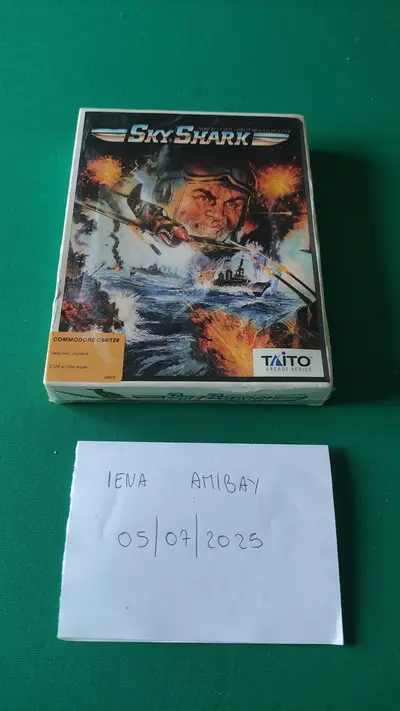 SKY SHARK
COMMODORE C64/128
TAITO
ARCADE SERIES
IENA AMIBAY
05/07/2025